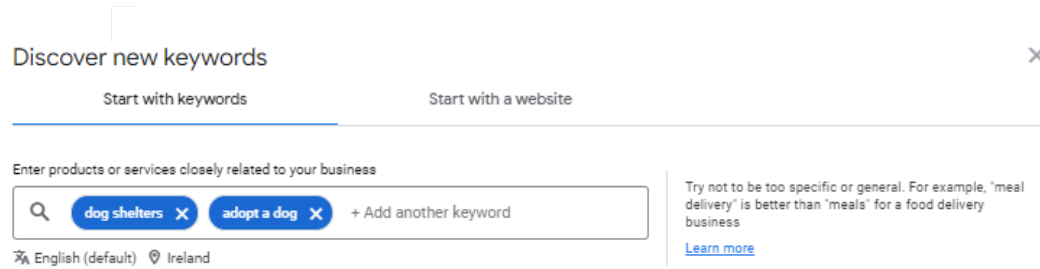 Discover new keywords
Start with keywords
Start with a website
Enter products or services closely related to your business
dog shelters
adopt a dog
+ Add another keyword
English (default)
Ireland
Try not to be too specific or general. For example, "meal
delivery" is better than "meals" for a food delivery
business
Learn more